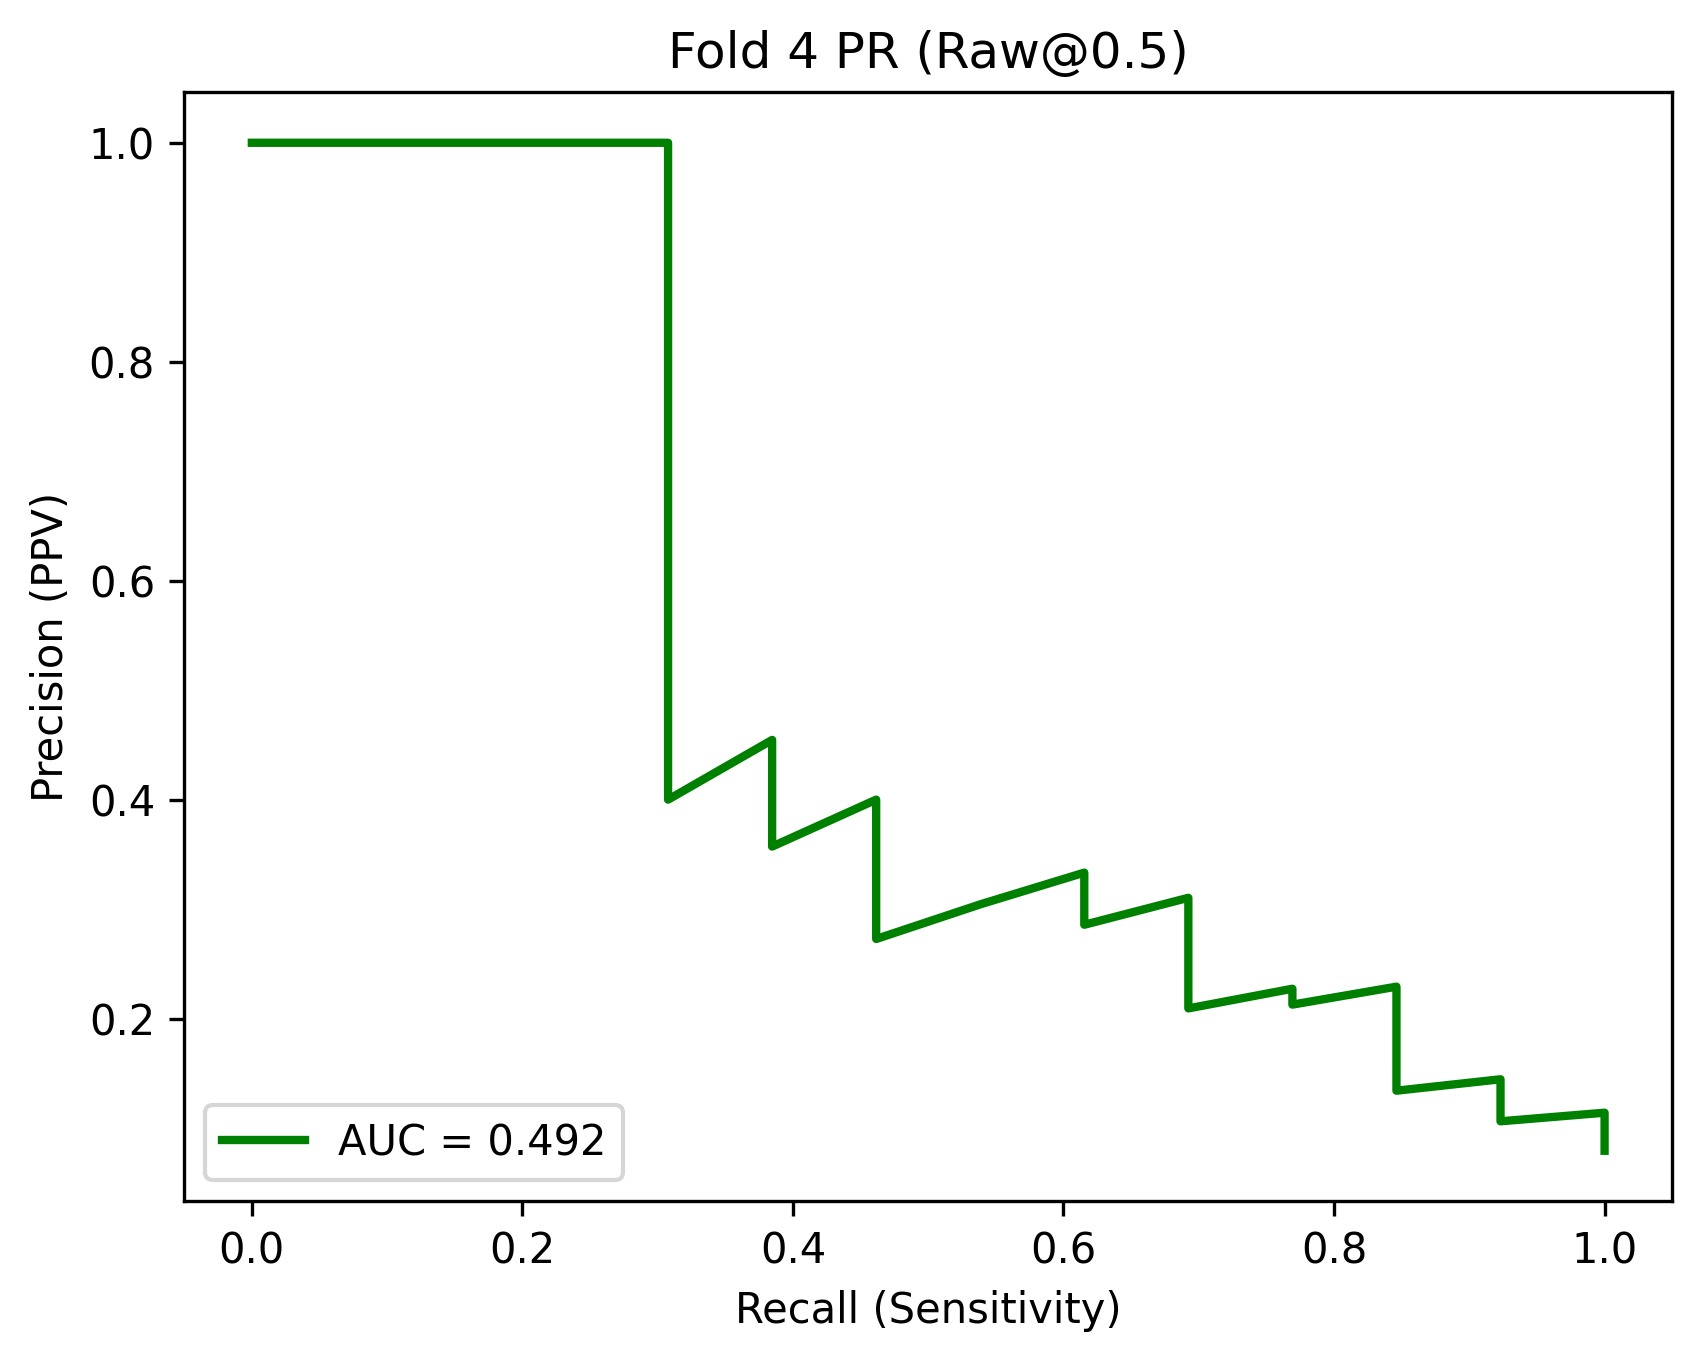 Fold 4 PR (Raw@0.5)
Precision (PPV)
1.0
0.8
0.6
0.4
0.2
AUC = 0.492
0.0 0.2 0.4 0.6 0.8 1.0
Recall (Sensitivity)